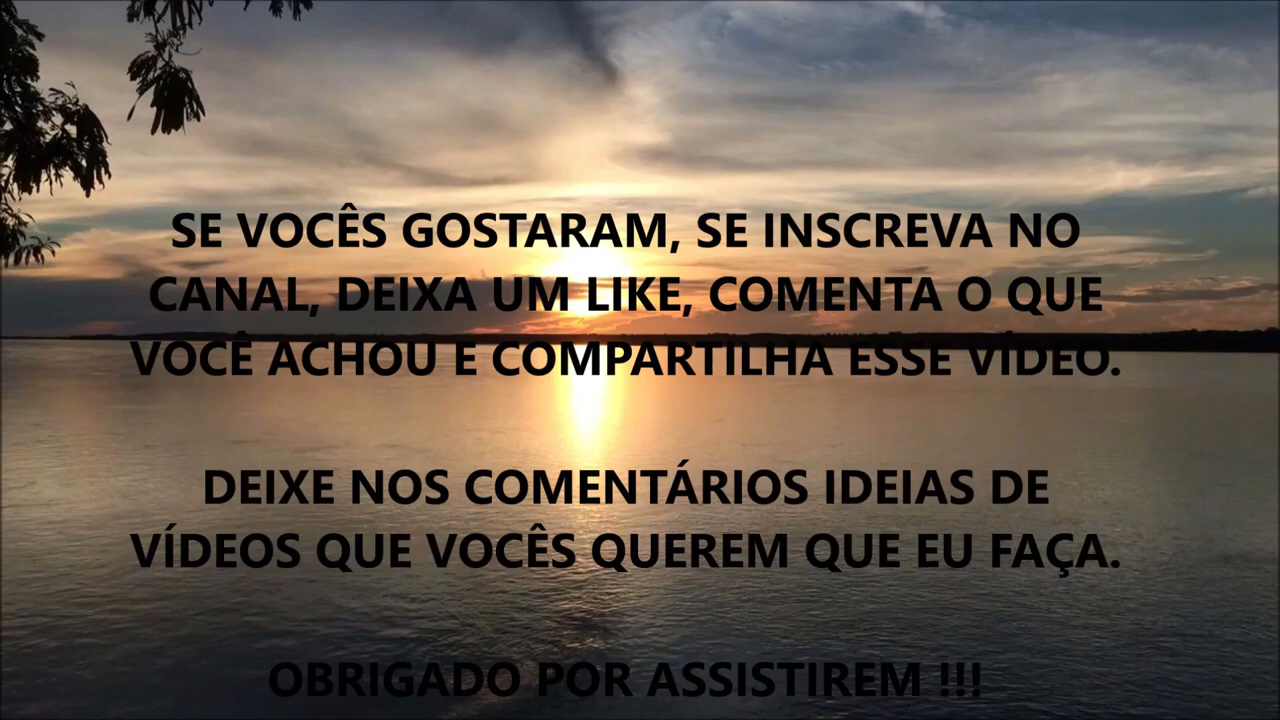 SE VOCÊS GOSTARAM, SE INSCREVA NO
CANAL, DEIXA UM LIKE, COMENTA O QUE
VOCÊ ACHOU E COMPARTILHA ESSE VÍDEO.
DEIXE NOS COMENTÁRIOS IDEIAS DE
VÍDEOS QUE VOCÊS QUEREM QUE EU FAÇA.
OBRIGADO POR ASSISTIREM !!!